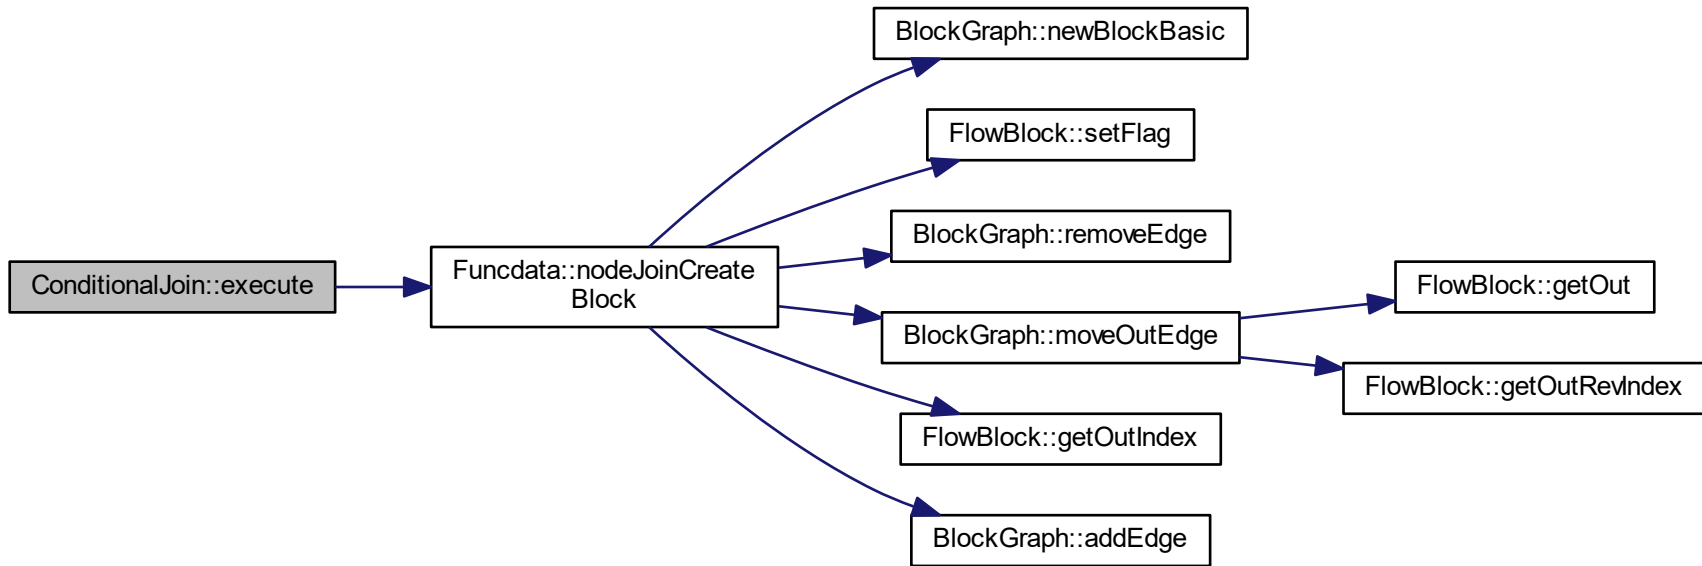 BlockGraph::newBlockBasic
FlowBlock::setFlag
BlockGraph::removeEdge
ConditionalJoin::execute
Funcdata::nodeJoinCreate
Block
BlockGraph::moveOutEdge
FlowBlock::getOut
FlowBlock::getOutRevIndex
FlowBlock::getOutIndex
BlockGraph::addEdge